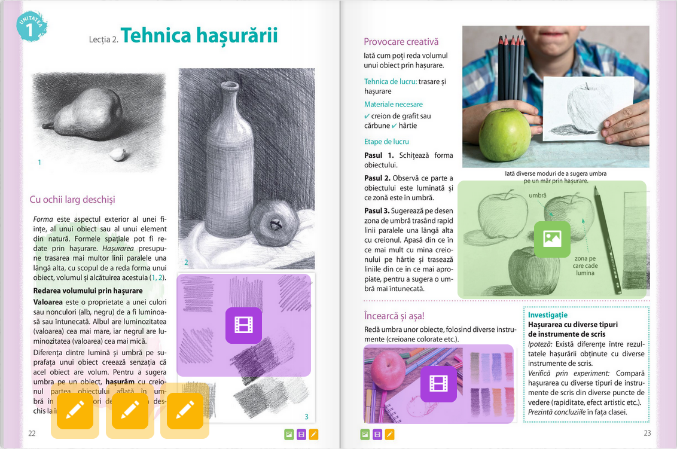 UNITATEA
1
Lecția 2. Tehnica hașurării
1
2
Cu ochii larg deschiși
Forma este aspectul exterior al unei fi-
ințe, al unui obiect sau al unui element
din natură. Formele spațiale pot fi re-
date prin hașurare. Hașurarea presupu-
ne trasarea mai multor linii paralele una
lângă alta, cu scopul de a reda forma unui
obiect, volumul și alcătuirea acestuia (1, 2).
Redarea volumului prin hașurare
Valoarea este o proprietate a unei culori
sau nonculori (alb, negru) de a fi luminoa-
să sau întunecată. Albul are luminozitatea
(valoarea) cea mai mare, iar negrul are lu-
minozitatea (valoarea) cea mai mică.
Diferența dintre lumină și umbră pe su-
prafața unui obiect creează senzația că
acel obiect are volum. Pentru a sugera
umbra pe un obiect, hașurăm cu creio-
nul partea obiectului aflată în um-
bră în
chis la
3
22
Provocare creativă
Iată cum poți reda volumul
unui obiect prin hașurare.
Tehnica de lucru: trasare și
hașurare
Materiale necesare
✓ creion de grafit sau
cărbune ✓ hârtie
Etape de lucru
Pasul 1. Schițează forma
obiectului.
Pasul 2. Observă ce parte a
obiectului este luminată și
ce zonă este în umbră.
Pasul 3. Sugerează pe desen
zona de umbră trasând rapid
linii paralele una lângă alta
cu creionul. Apasă din ce în
ce mai mult cu mina creio-
nului pe hârtie și trasează
liniile din ce în ce mai apro-
piate, pentru a sugera o um-
bră mai întunecată.
Iată diverse moduri de a sugera umbra
pe un măr prin hașurare.
umbră
zona pe
care cade
lumina
Încearcă și așa!
Redă umbra unor obiecte, folosind diverse instru-
mente (creioane colorate etc.).
Investigație
Hașurarea cu diverse tipuri
de instrumente de scris
Ipoteză: Există diferențe între rezul-
tatele hașurării obținute cu diverse
instrumente de scris.
Verifică prin experiment: Compară
hașurarea cu diverse tipuri de instru-
mente de scris din diverse puncte de
vedere (rapiditate, efect artistic etc.).
Prezintă concluziile în fața clasei.
23